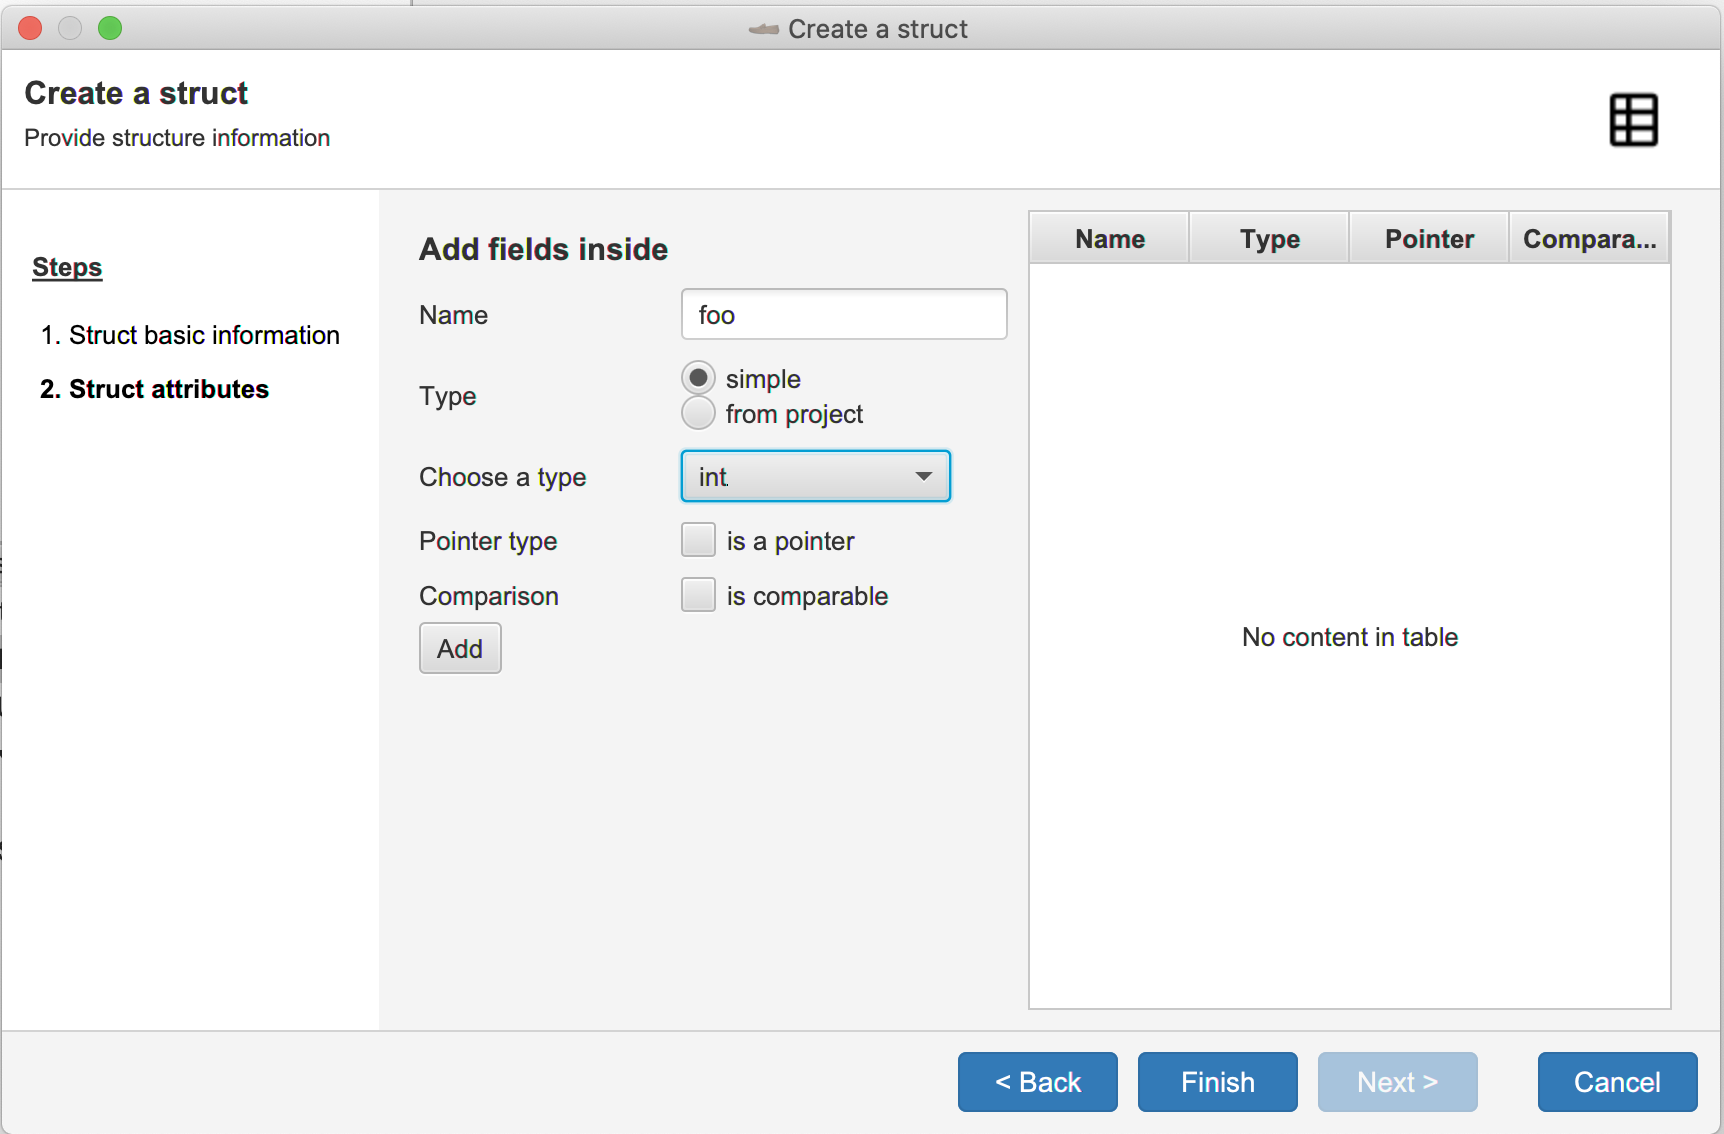 Create a struct
Create a struct
Provide structure information
Steps
1. Struct basic information
2. Struct attributes
Add fields inside
Name
foo
Type
simple
from project
Choose a type
int
Pointer type
is a pointer
Comparison
is comparable
Add
Name Type Pointer Compara...
No content in table
< Back Finish Next > Cancel